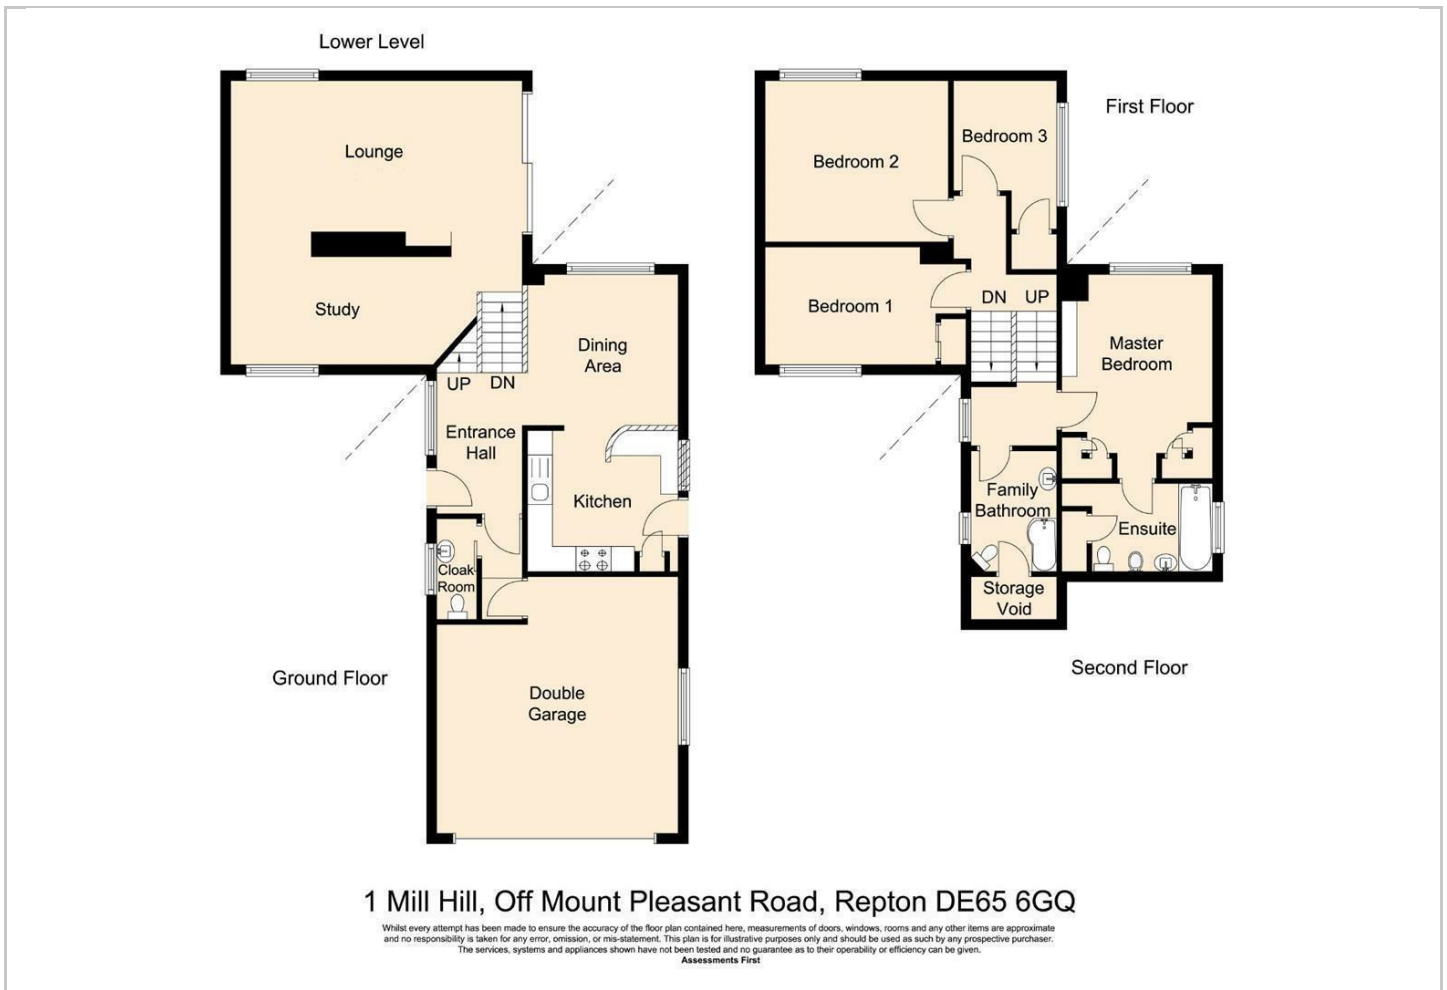 Lower Level
Lounge
Study
UP
DN
Dining
Area
Entrance
Hall
Kitchen
Cloak
Room
Double
Garage
Ground Floor
First Floor
Bedroom 2
Bedroom 3
Bedroom 1
DN
UP
Master
Bedroom
Family
Bathroom
Ensuite
Storage
Void
Second Floor
1 Mill Hill, Off Mount Pleasant Road, Repton DE65 6GQ
Whilst every attempt has been made to ensure the accuracy of the floor plan contained here, measurements of doors, windows, rooms and any other items are approximate
and no responsibility is taken for any error, omission, or mis-statement. This plan is for illustrative purposes only and should be used as such by any prospective purchaser.
The services, systems and appliances shown have not been tested and no guarantee as to their operability or efficiency can be given.
Assessments First